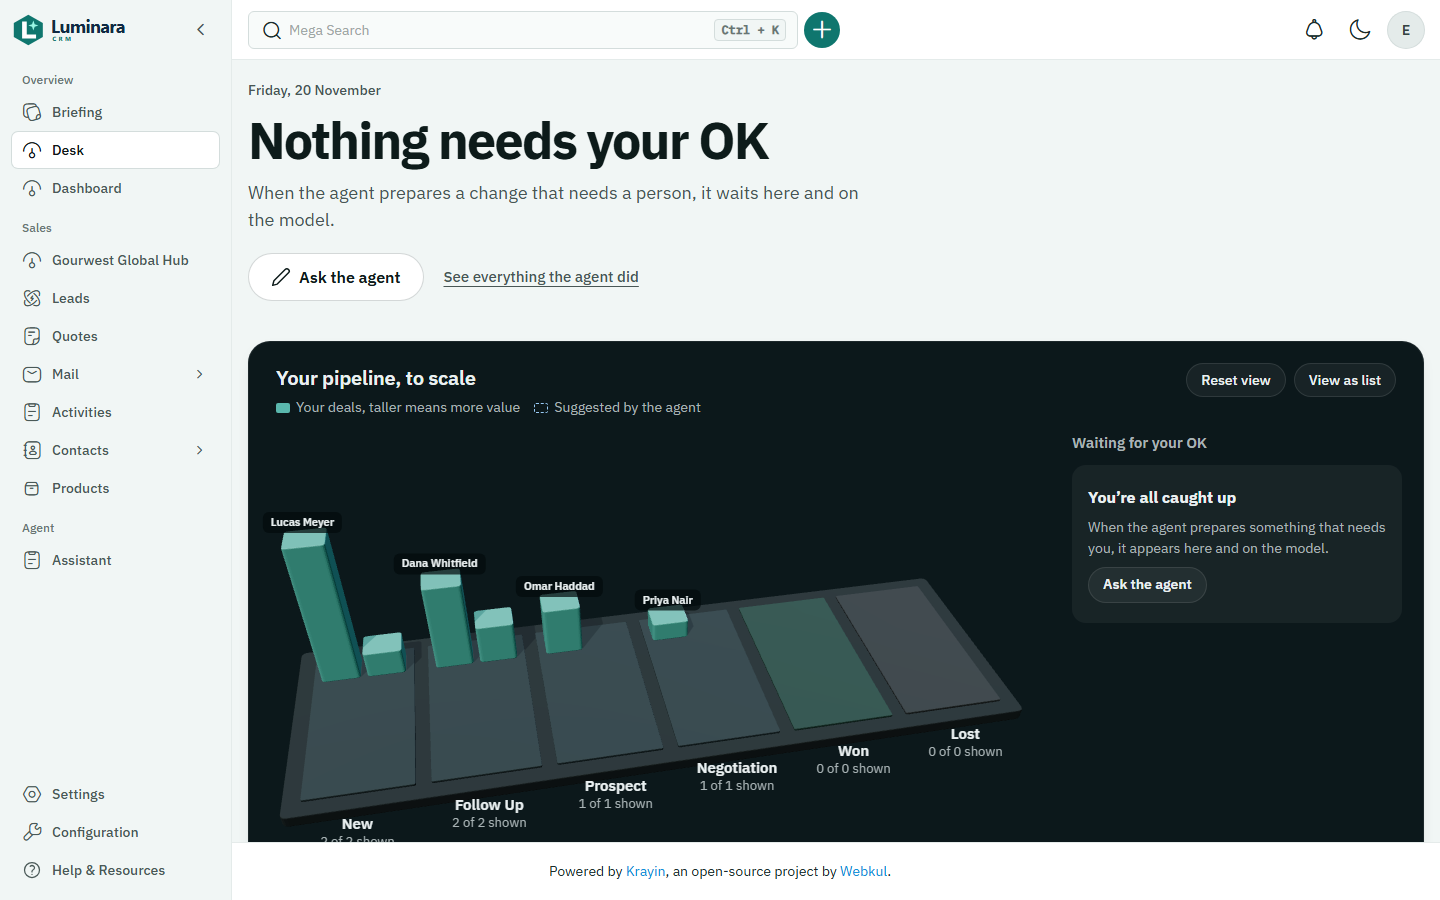 Luminara
CRM
Mega Search
Ctrl + K
E
Overview
Briefing
Desk
Dashboard
Sales
Gourwest Global Hub
Leads
Quotes
Mail
Activities
Contacts
Products
Agent
Assistant
Settings
Configuration
Help & Resources
Friday, 20 November
Nothing needs your OK
When the agent prepares a change that needs a person, it waits here and on
the model.
Ask the agent
See everything the agent did
Your pipeline, to scale
Your deals, taller means more value
Suggested by the agent
Reset view
View as list
Waiting for your OK
You’re all caught up
When the agent prepares something that needs
you, it appears here and on the model.
Ask the agent
Lucas Meyer
Dana Whitfield
Omar Haddad
Priya Nair
Lost
0 of 0 shown
Won
0 of 0 shown
Negotiation
1 of 1 shown
Prospect
1 of 1 shown
Follow Up
2 of 2 shown
New
2 of 2 shown
Powered by Krayin, an open-source project by Webkul.